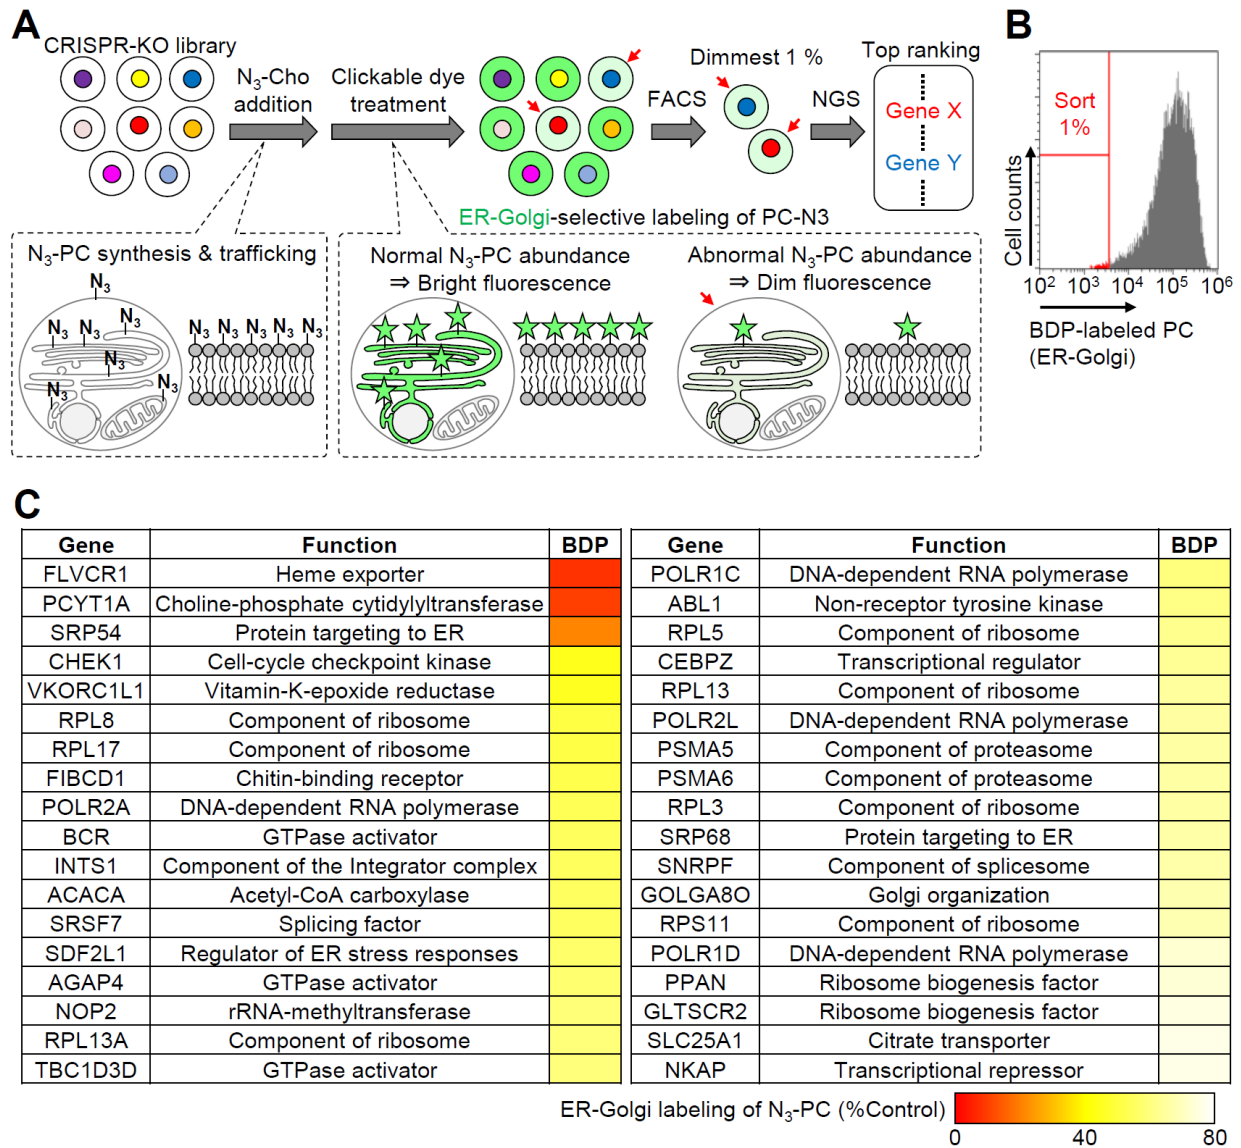 A
CRISPR-KO library
N3-Cho
addition
Clickable dye
treatment
Dimmest 1 %
FACS
NGS
Top ranking
Gene X
Gene Y
ER-Golgi-selective labeling of PC-N3
N3-PC synthesis & trafficking
N3
N3
N3
N3
N3
N3
N3
N3 N3 N3 N3 N3
Normal N3-PC abundance
⇒ Bright fluorescence
Abnormal N3-PC abundance
⇒ Dim fluorescence
B
Sort
1%
Cell counts
10² 10³ 10⁴ 10⁵ 10⁶
BDP-labeled PC
(ER-Golgi)
C
Gene Function BDP
FLVCR1 Heme exporter
PCYT1A Choline-phosphate cytidylyltransferase
SRP54 Protein targeting to ER
CHEK1 Cell-cycle checkpoint kinase
VKORC1L1 Vitamin-K-epoxide reductase
RPL8 Component of ribosome
RPL17 Component of ribosome
FIBCD1 Chitin-binding receptor
POLR2A DNA-dependent RNA polymerase
BCR GTPase activator
INTS1 Component of the Integrator complex
ACACA Acetyl-CoA carboxylase
SRSF7 Splicing factor
SDF2L1 Regulator of ER stress responses
AGAP4 GTPase activator
NOP2 rRNA-methyltransferase
RPL13A Component of ribosome
TBC1D3D GTPase activator
Gene Function BDP
POLR1C DNA-dependent RNA polymerase
ABL1 Non-receptor tyrosine kinase
RPL5 Component of ribosome
CEBPZ Transcriptional regulator
RPL13 Component of ribosome
POLR2L DNA-dependent RNA polymerase
PSMA5 Component of proteasome
PSMA6 Component of proteasome
RPL3 Component of ribosome
SRP68 Protein targeting to ER
SNRPF Component of splicesome
GOLGA8O Golgi organization
RPS11 Component of ribosome
POLR1D DNA-dependent RNA polymerase
PPAN Ribosome biogenesis factor
GLTSCR2 Ribosome biogenesis factor
SLC25A1 Citrate transporter
NKAP Transcriptional repressor
ER-Golgi labeling of N3-PC (%Control)
0 40 80